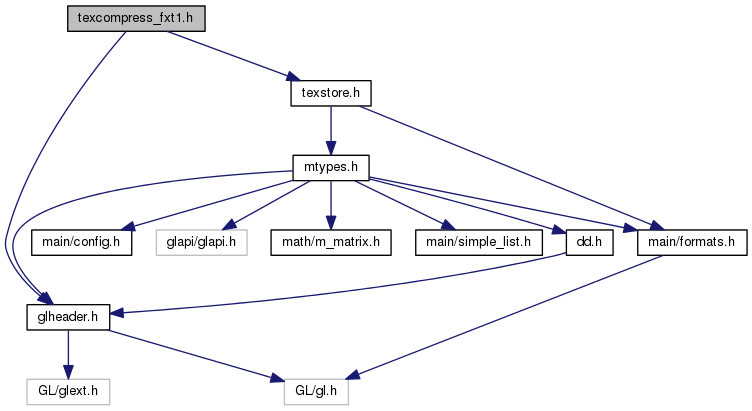 texcompress_fxt1.h
texstore.h
mtypes.h
main/config.h
glapi/glapi.h
math/m_matrix.h
main/simple_list.h
dd.h
main/formats.h
glheader.h
GL/glext.h
GL/gl.h